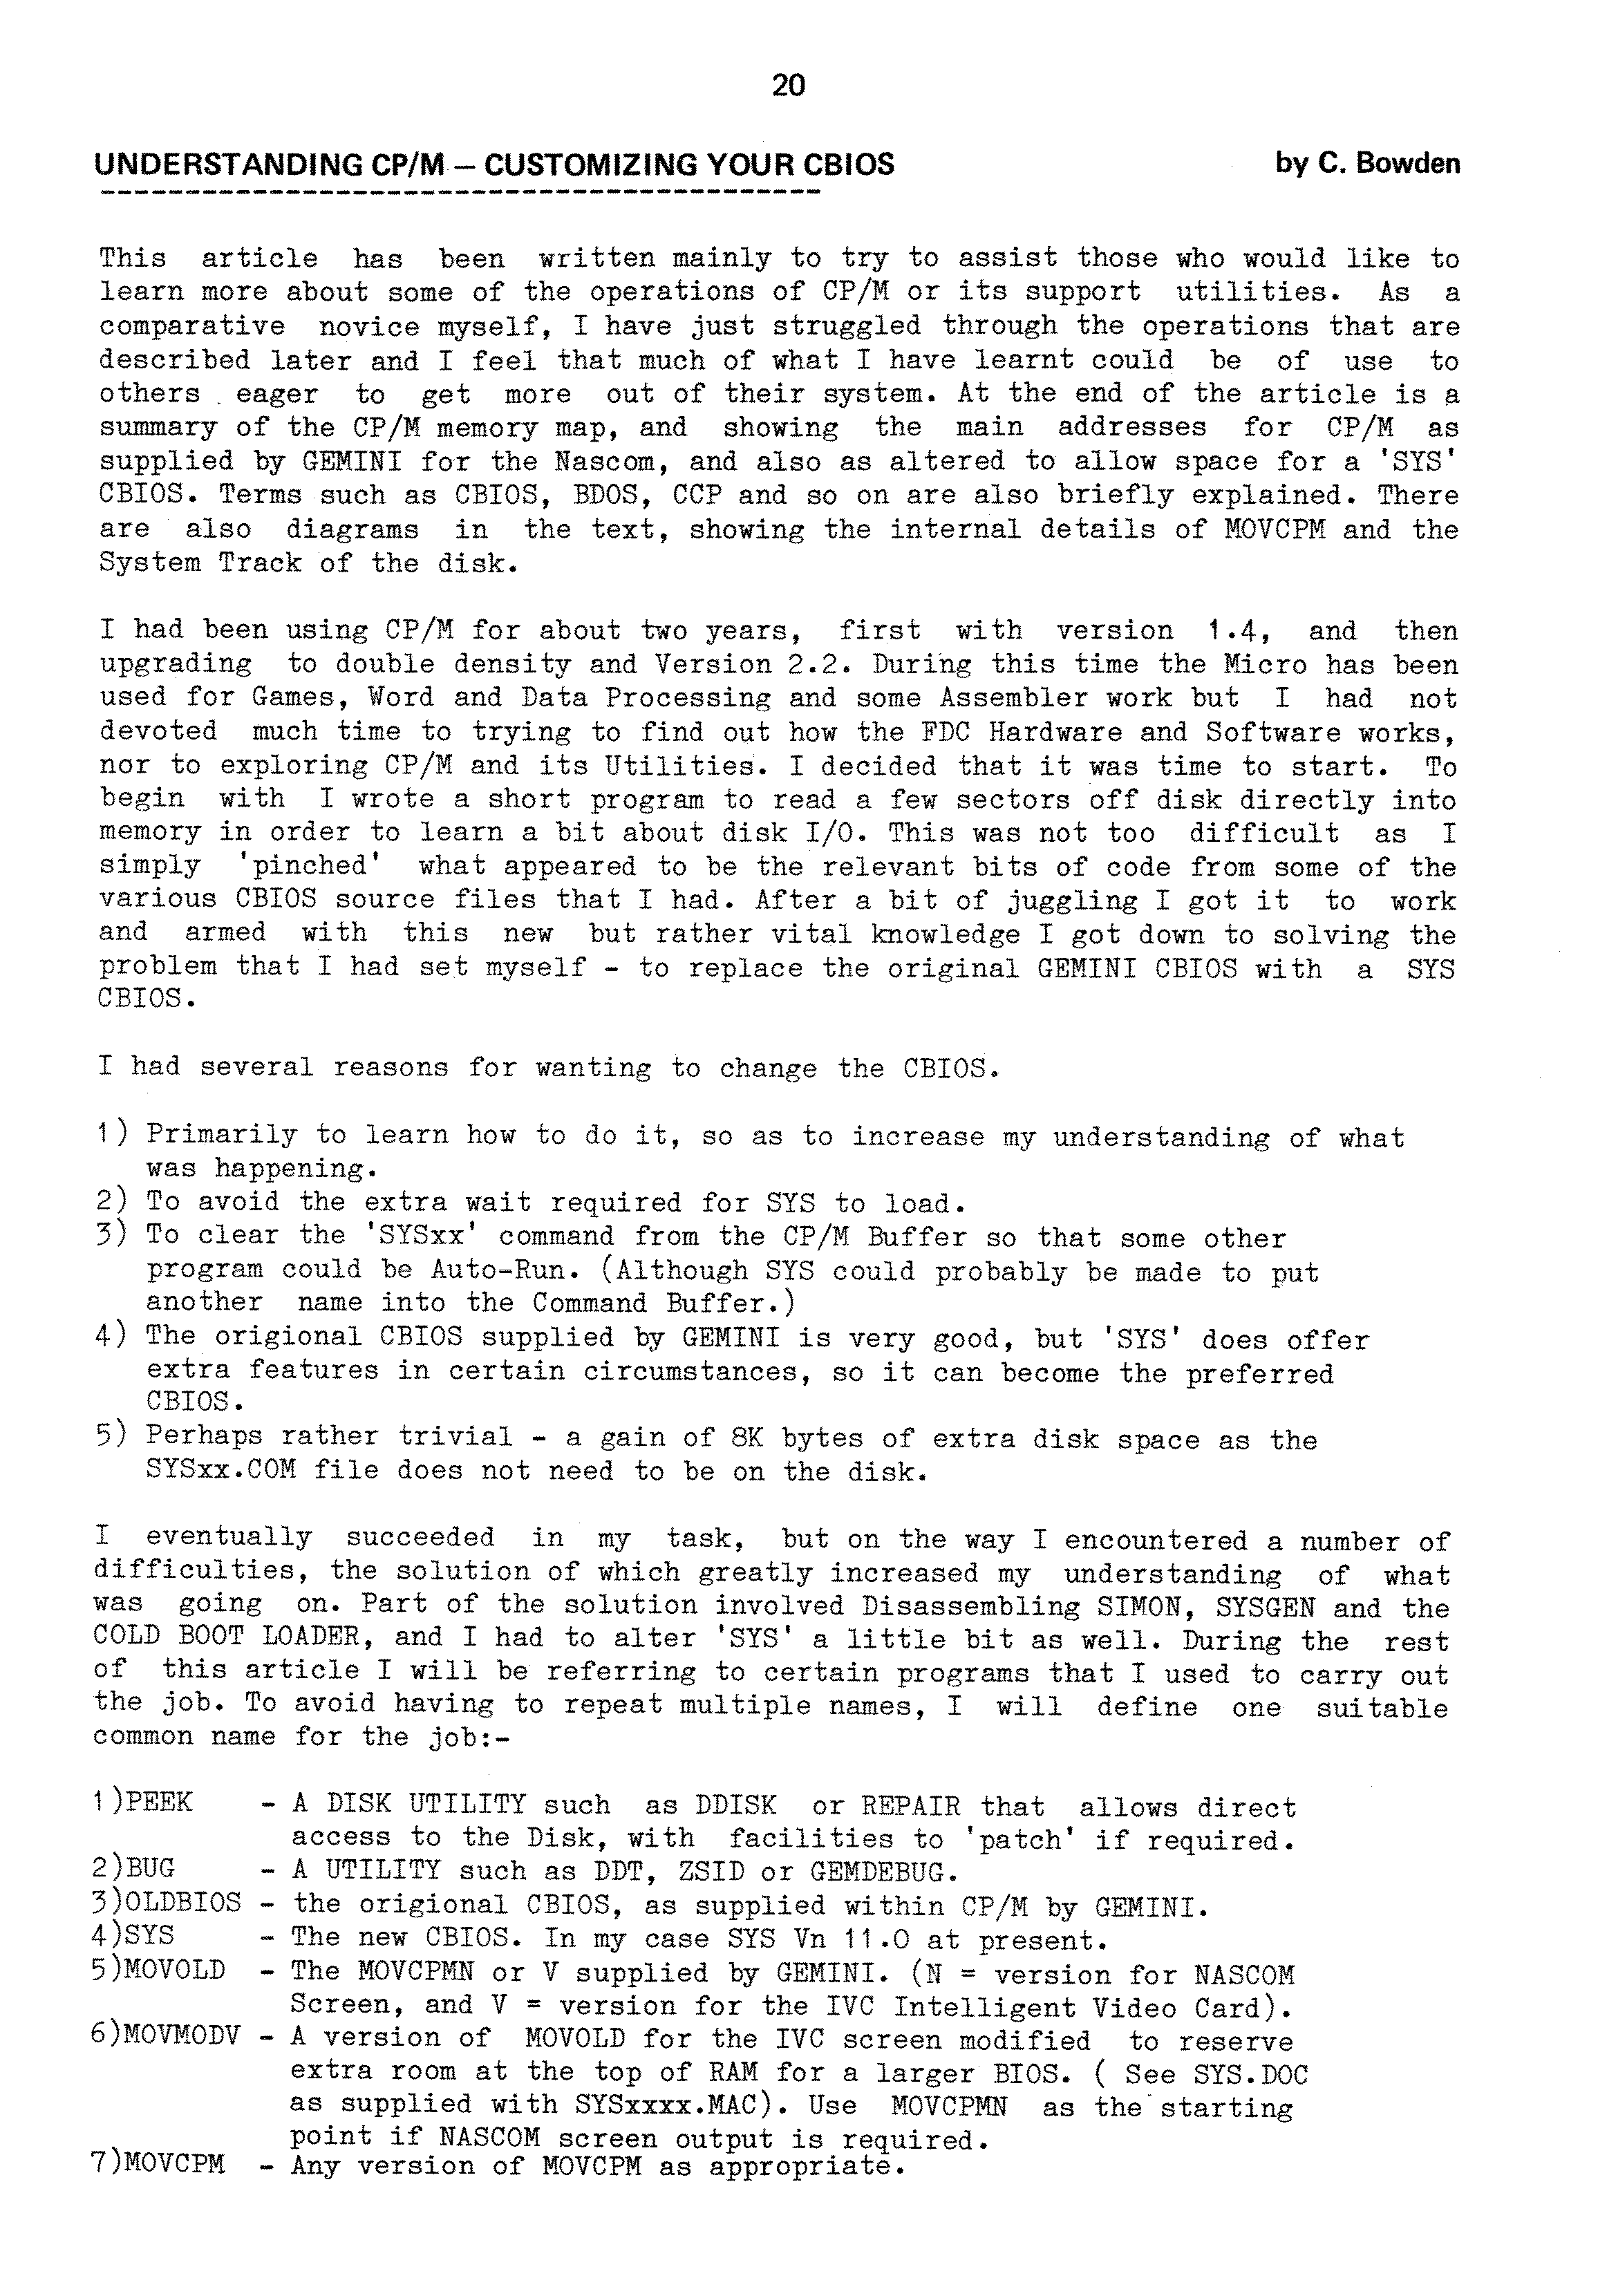 20
UNDERSTANDING CP/M — CUSTOMIZING YOUR CBIOS by C. Bowden
-------------------------------------------
This article has been written mainly to try to assist those who would like to
learn more about some of the operations of CP/M or its support utilities. As a
comparative novice myself, I have just struggled through the operations that are
described later and I feel that much of what I have learnt could be of use to
others eager to get more out of their system. At the end of the article is a
summary of the CP/M memory map, and showing the main addresses for CP/M as
supplied by GEMINI for the Nascom, and also as altered to allow space for a 'SYS'
CBIOS. Terms such as CBIOS, BDOS, CCP and so on are also briefly explained. There
are also diagrams in the text, showing the internal details of MOVCPM and the
System Track of the disk.
I had been using CP/M for about two years, first with version 1.4, and then
upgrading to double density and Version 2.2. During this time the Micro has been
used for Games, Word and Data Processing and some Assembler work but I had not
devoted much time to trying to find out how the FDC Hardware and Software works,
nor to exploring CP/M and its Utilities. I decided that it was time to start. To
begin with I wrote a short program to read a few sectors off disk directly into
memory in order to learn a bit about disk I/O. This was not too difficult as I
simply 'pinched' what appeared to be the relevant bits of code from some of the
various CBIOS source files that I had. After a bit of juggling I got it to work
and armed with this new but rather vital knowledge I got down to solving the
problem that I had set myself - to replace the original GEMINI CBIOS with a SYS
CBIOS.
I had several reasons for wanting to change the CBIOS.
1) Primarily to learn how to do it, so as to increase my understanding of what
was happening.
2) To avoid the extra wait required for SYS to load.
3) To clear the 'SYSxx' command from the CP/M Buffer so that some other
program could be Auto-Run. (Although SYS could probably be made to put
another name into the Command Buffer.)
4) The origional CBIOS supplied by GEMINI is very good, but 'SYS' does offer
extra features in certain circumstances, so it can become the preferred
CBIOS.
5) Perhaps rather trivial - a gain of 8K bytes of extra disk space as the
SYSxx.COM file does not need to be on the disk.
I eventually succeeded in my task, but on the way I encountered a number of
difficulties, the solution of which greatly increased my understanding of what
was going on. Part of the solution involved Disassembling SIMON, SYSGEN and the
COLD BOOT LOADER, and I had to alter 'SYS' a little bit as well. During the rest
of this article I will be referring to certain programs that I used to carry out
the job. To avoid having to repeat multiple names, I will define one suitable
common name for the job:-
1)PEEK - A DISK UTILITY such as DDISK or REPAIR that allows direct
access to the Disk, with facilities to 'patch' if required.
2)BUG - A UTILITY such as DDT, ZSID or GEMDEBUG.
3)OLDBIOS - the origional CBIOS, as supplied within CP/M by GEMINI.
4)SYS - The new CBIOS. In my case SYS Vn 11.0 at present.
5)MOVOLD - The MOVCPMN or V supplied by GEMINI. (N = version for NASCOM
Screen, and V = version for the IVC Intelligent Video Card).
6)MOVMODV - A version of MOVOLD for the IVC screen modified to reserve
extra room at the top of RAM for a larger BIOS. ( See SYS.DOC
as supplied with SYSxxxx.MAC). Use MOVCPMN as the starting
point if NASCOM screen output is required.
7)MOVCPM - Any version of MOVCPM as appropriate.